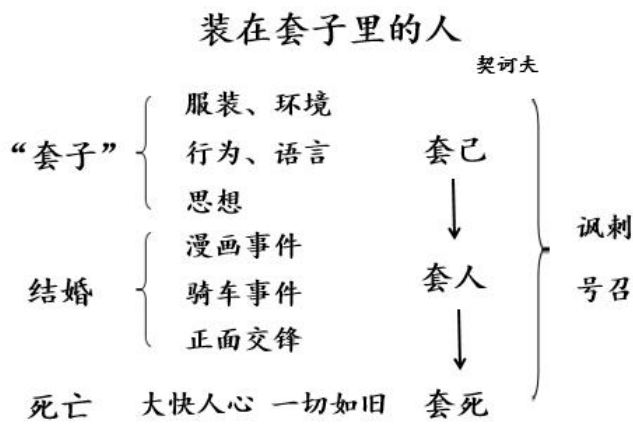 装在套子里的人
契诃夫
服装、环境
“套子” 行为、语言 套己
思想
漫画事件
结婚 骑车事件 套人
正面交锋
死亡 大快人心 一切如旧 套死
讽刺
号召